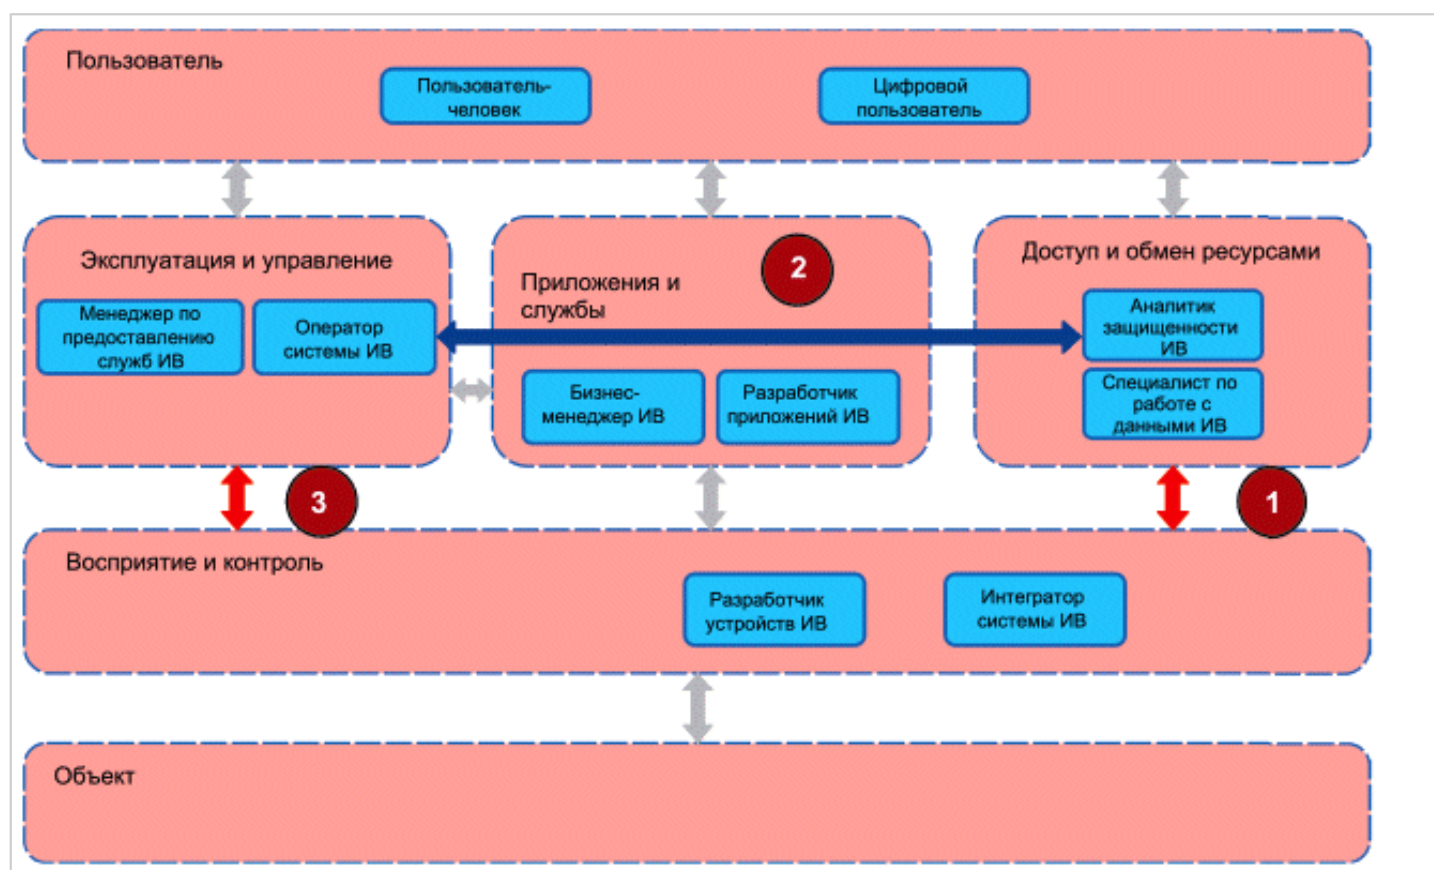 Пользователь
Пользователь-
человек
Цифровой
пользователь
Эксплуатация и управление
Менеджер по
предоставлению
служб ИВ
Оператор
системы ИВ
2
Приложения и
службы
Бизнес-
менеджер ИВ
Разработчик
приложений ИВ
Доступ и обмен ресурсами
Аналитик
защищенности
ИВ
Специалист по
работе с
данными ИВ
3
1
Восприятие и контроль
Разработчик
устройств ИВ
Интегратор
системы ИВ
Объект